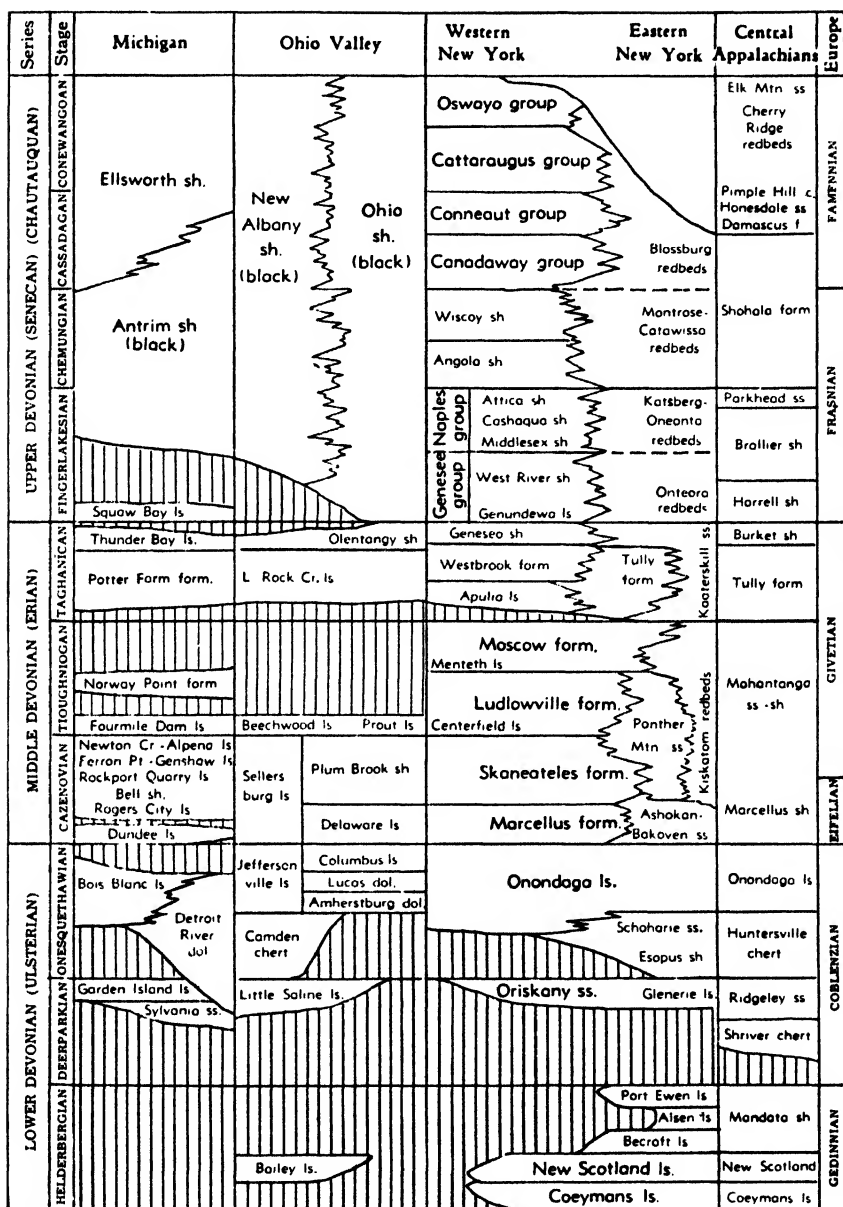 Series
Stage
Michigan
Ohio Valley
Western
New York
Eastern
New York
Central
Appalachians
Europe
UPPER DEVONIAN (SENECAN) (CHAUTAUQUAN)
CONEWANGOAN
CASSADAGAN
CHEMUNGIAN
FINGERLAKESIAN
Ellsworth sh.
Antrim sh
(black)
Squaw Bay ls
New
Albany
sh.
(black)
Ohio
sh.
(black)
Oswayo group
Cattaraugus group
Conneaut group
Canadaway group
Wiscoy sh
Angola sh
Naples
group
Attica sh
Cashaqua sh
Middlesex sh
Genesee
group
West River sh
Genundewa ls
Blossburg
redbeds
Montrose-
Catawissa
redbeds
Katsberg-
Oneonta
redbeds
Onteora
redbeds
Elk Mtn ss
Cherry
Ridge
redbeds
Pimple Hill c.
Honesdale ss
Damascus f
Shohola form
Parkhead ss
Brallier sh
Harrell sh
FAMENNIAN
FRASNIAN
MIDDLE DEVONIAN (ERIAN)
TAGHANICAN
TIOUGHNIOGAN
CAZENOVIAN
Thunder Bay ls.
Potter Farm form.
Norway Point form
Fourmile Dam ls
Newton Cr -Alpena ls
Ferron Pt -Genshaw ls
Rockport Quarry ls
Bell sh.
Rogers City ls
Dundee ls
Olentangy sh
L Rock Cr. ls
Beechwood ls
Prout ls
Sellers
burg ls
Plum Brook sh
Delaware ls
Geneseo sh
Westbrook form
Apulia ls
Tully
form
Kaaterskill ss
Moscow form.
Menteth ls
Ludlowville form.
Centerfield ls
Skaneateles form.
Marcellus form.
Panther
Mtn ss
Kiskatom redbeds
Ashokan-
Bakoven ss
Burket sh
Tully form
Mahantango
ss -sh
Marcellus sh
GIVETIAN
EIFELIAN
LOWER DEVONIAN (ULSTERIAN)
ONESQUETHAWIAN
DEERPARKIAN
HELDERBERGIAN
Bois Blanc ls
Detroit
River
dol
Garden Island ls
Sylvania ss.
Jefferson
ville ls
Columbus ls
Lucas dol.
Amherstburg dol.
Camden
chert
Little Saline ls.
Bailey ls.
Onondaga ls.
Schoharie ss.
Esopus sh
Oriskany ss.
Glenerie ls
Port Ewen ls
Alsen ls
Becroft ls
New Scotland ls.
Coeymans ls.
Onondaga ls
Huntersville
chert
Ridgeley ss
Shriver chert
Mandata sh
New Scotland
Coeymans ls
COBLENZIAN
GEDINNIAN